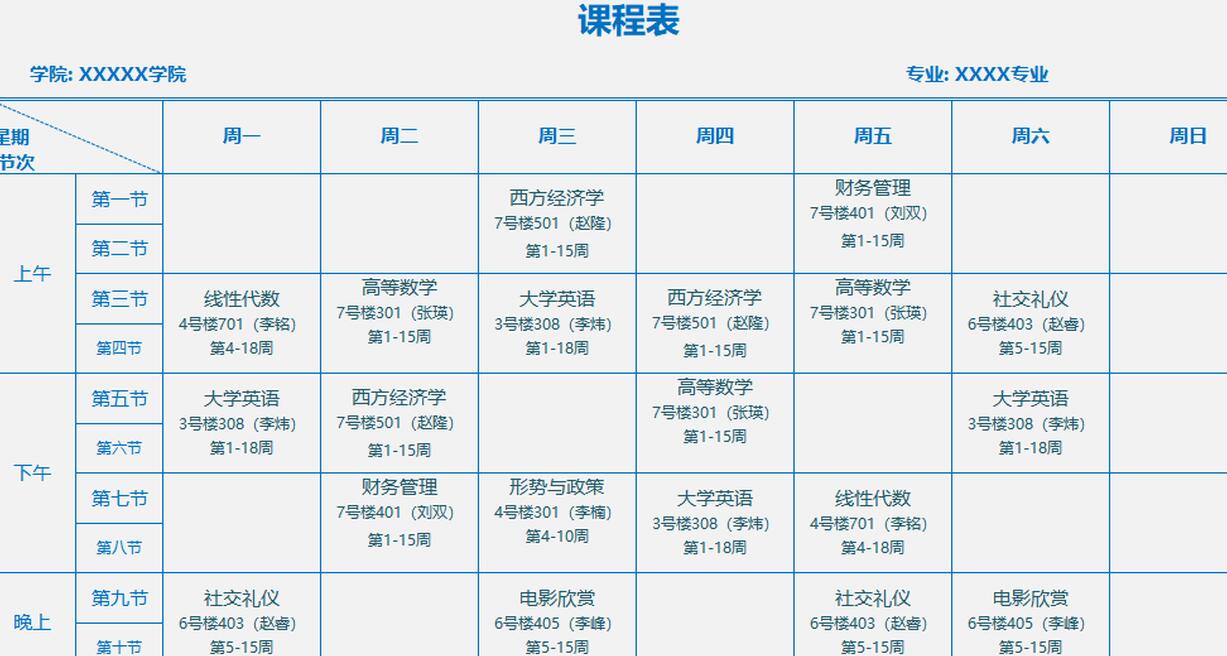 课程表
学院: XXXXX学院 专业: XXXX专业
星期 周一 周二 周三 周四 周五 周六 周日
节次
上午
第一节
第二节
西方经济学
7号楼501（赵隆）
第1-15周
财务管理
7号楼401（刘双）
第1-15周
第三节
第四节
线性代数
4号楼701（李铭）
第4-18周
高等数学
7号楼301（张瑛）
第1-15周
大学英语
3号楼308（李炜）
第1-18周
西方经济学
7号楼501（赵隆）
第1-15周
高等数学
7号楼301（张瑛）
第1-15周
社交礼仪
6号楼403（赵睿）
第5-15周
下午
第五节
第六节
大学英语
3号楼308（李炜）
第1-18周
西方经济学
7号楼501（赵隆）
第1-15周
高等数学
7号楼301（张瑛）
第1-15周
大学英语
3号楼308（李炜）
第1-18周
第七节
第八节
财务管理
7号楼401（刘双）
第1-15周
形势与政策
4号楼301（李楠）
第4-10周
大学英语
3号楼308（李炜）
第1-18周
线性代数
4号楼701（李铭）
第4-18周
晚上
第九节
第十节
社交礼仪
6号楼403（赵睿）
第5-15周
电影欣赏
6号楼405（李峰）
第5-15周
社交礼仪
6号楼403（赵睿）
第5-15周
电影欣赏
6号楼405（李峰）
第5-15周